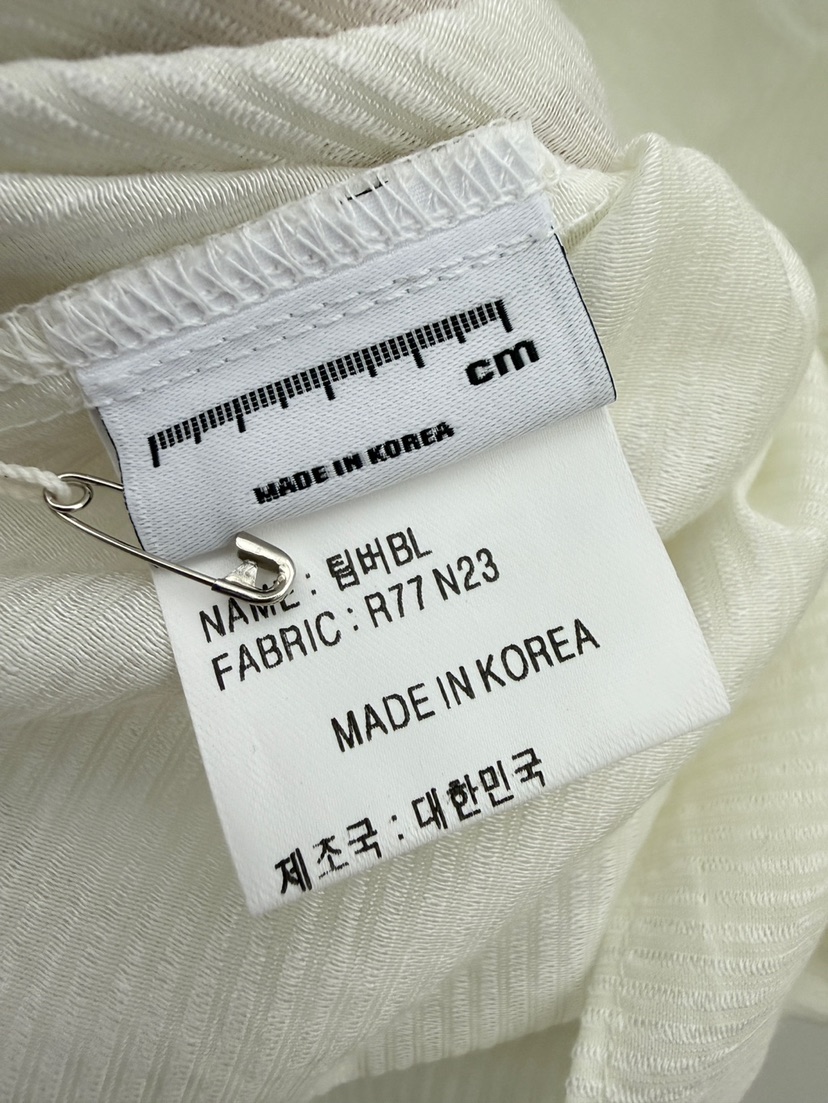 cm
MADE IN KOREA
NAME : 팀버BL
FABRIC : R77 N23
MADE IN KOREA
제조국 : 대한민국